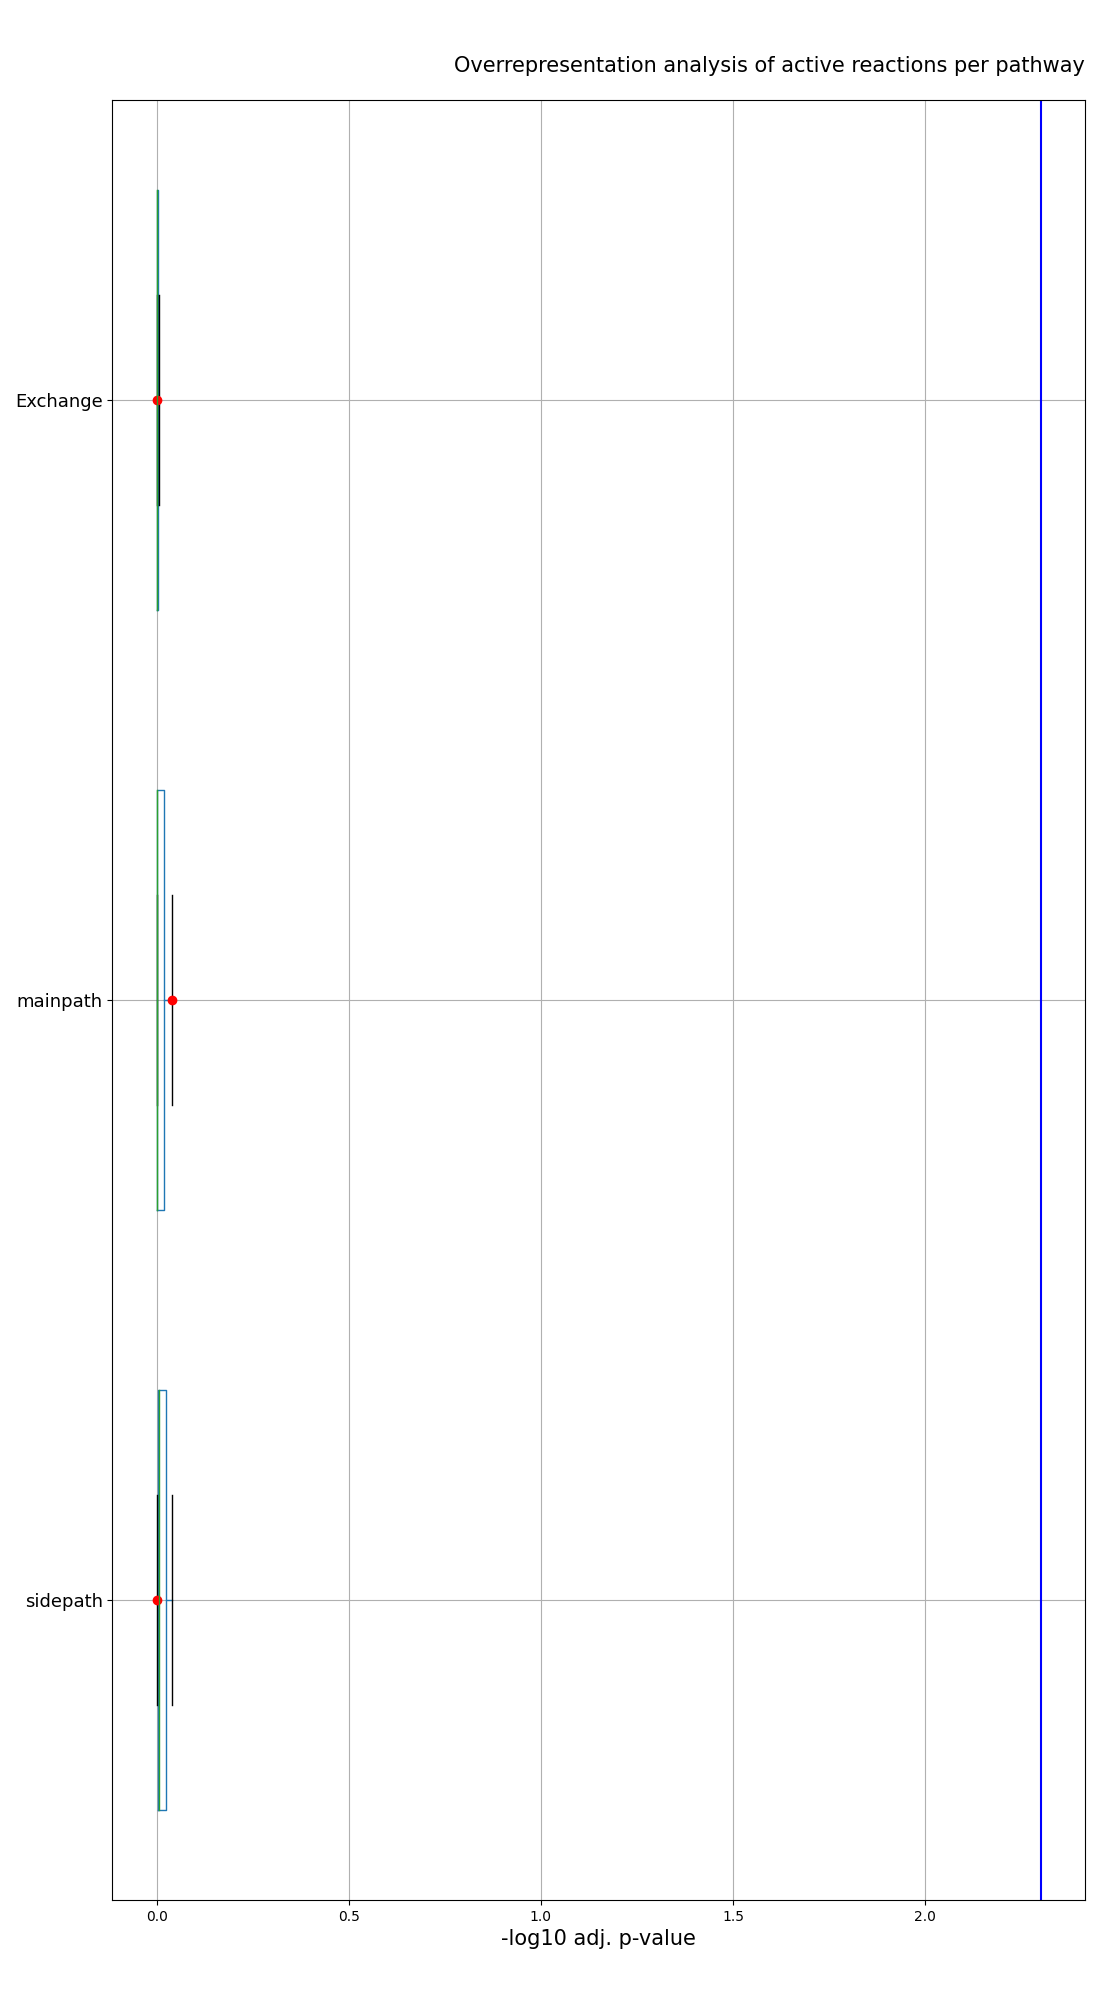 Overrepresentation analysis of active reactions per pathway
Exchange
mainpath
sidepath
0.0 0.5 1.0 1.5 2.0
-log10 adj. p-value